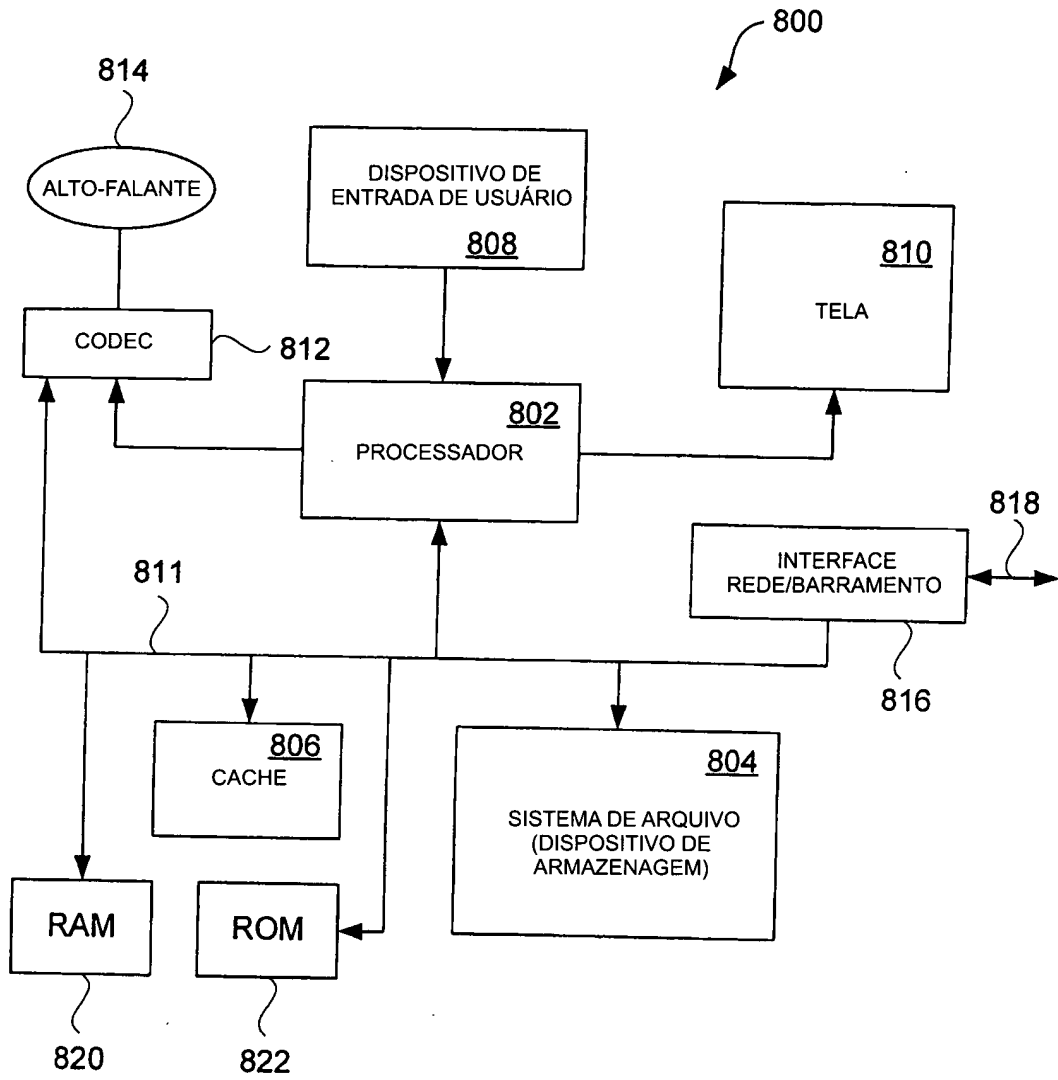 800
814
ALTO-FALANTE
DISPOSITIVO DE
ENTRADA DE USUÁRIO
808
810
TELA
CODEC
812
802
PROCESSADOR
818
INTERFACE
REDE/BARRAMENTO
811
816
806
CACHE
804
SISTEMA DE ARQUIVO
(DISPOSITIVO DE
ARMAZENAGEM)
RAM
ROM
820
822